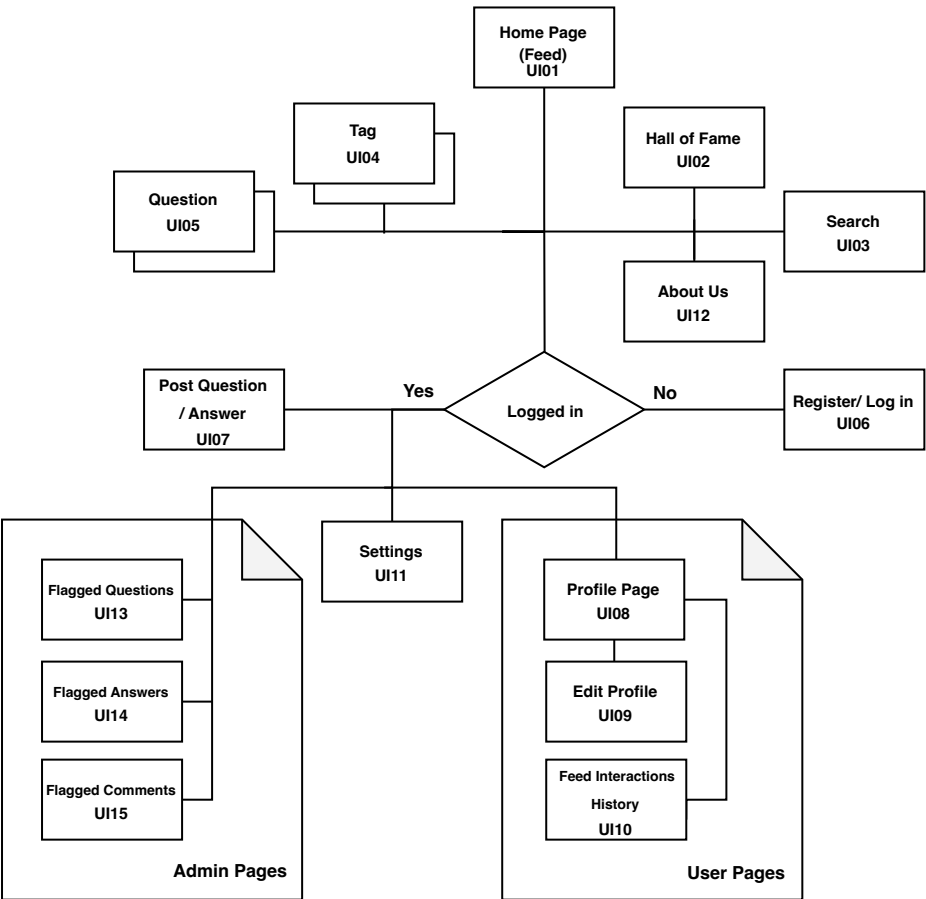 Home Page
(Feed)
UI01
Tag
UI04
Hall of Fame
UI02
Question
UI05
Search
UI03
About Us
UI12
Post Question
/ Answer
UI07
Yes
Logged in
No
Register/ Log in
UI06
Settings
UI11
Flagged Questions
UI13
Flagged Answers
UI14
Flagged Comments
UI15
Admin Pages
Profile Page
UI08
Edit Profile
UI09
Feed Interactions
History
UI10
User Pages